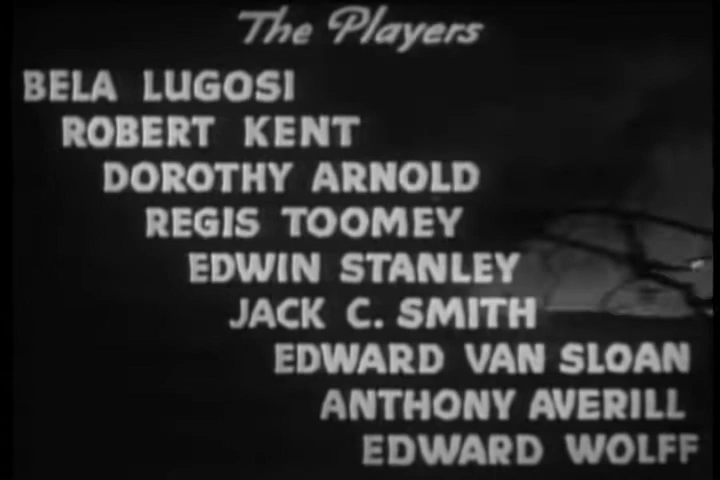 The Players
BELA LUGOSI
ROBERT KENT
DOROTHY ARNOLD
REGIS TOOMEY
EDWIN STANLEY
JACK C. SMITH
EDWARD VAN SLOAN
ANTHONY AVERILL
EDWARD WOLFF